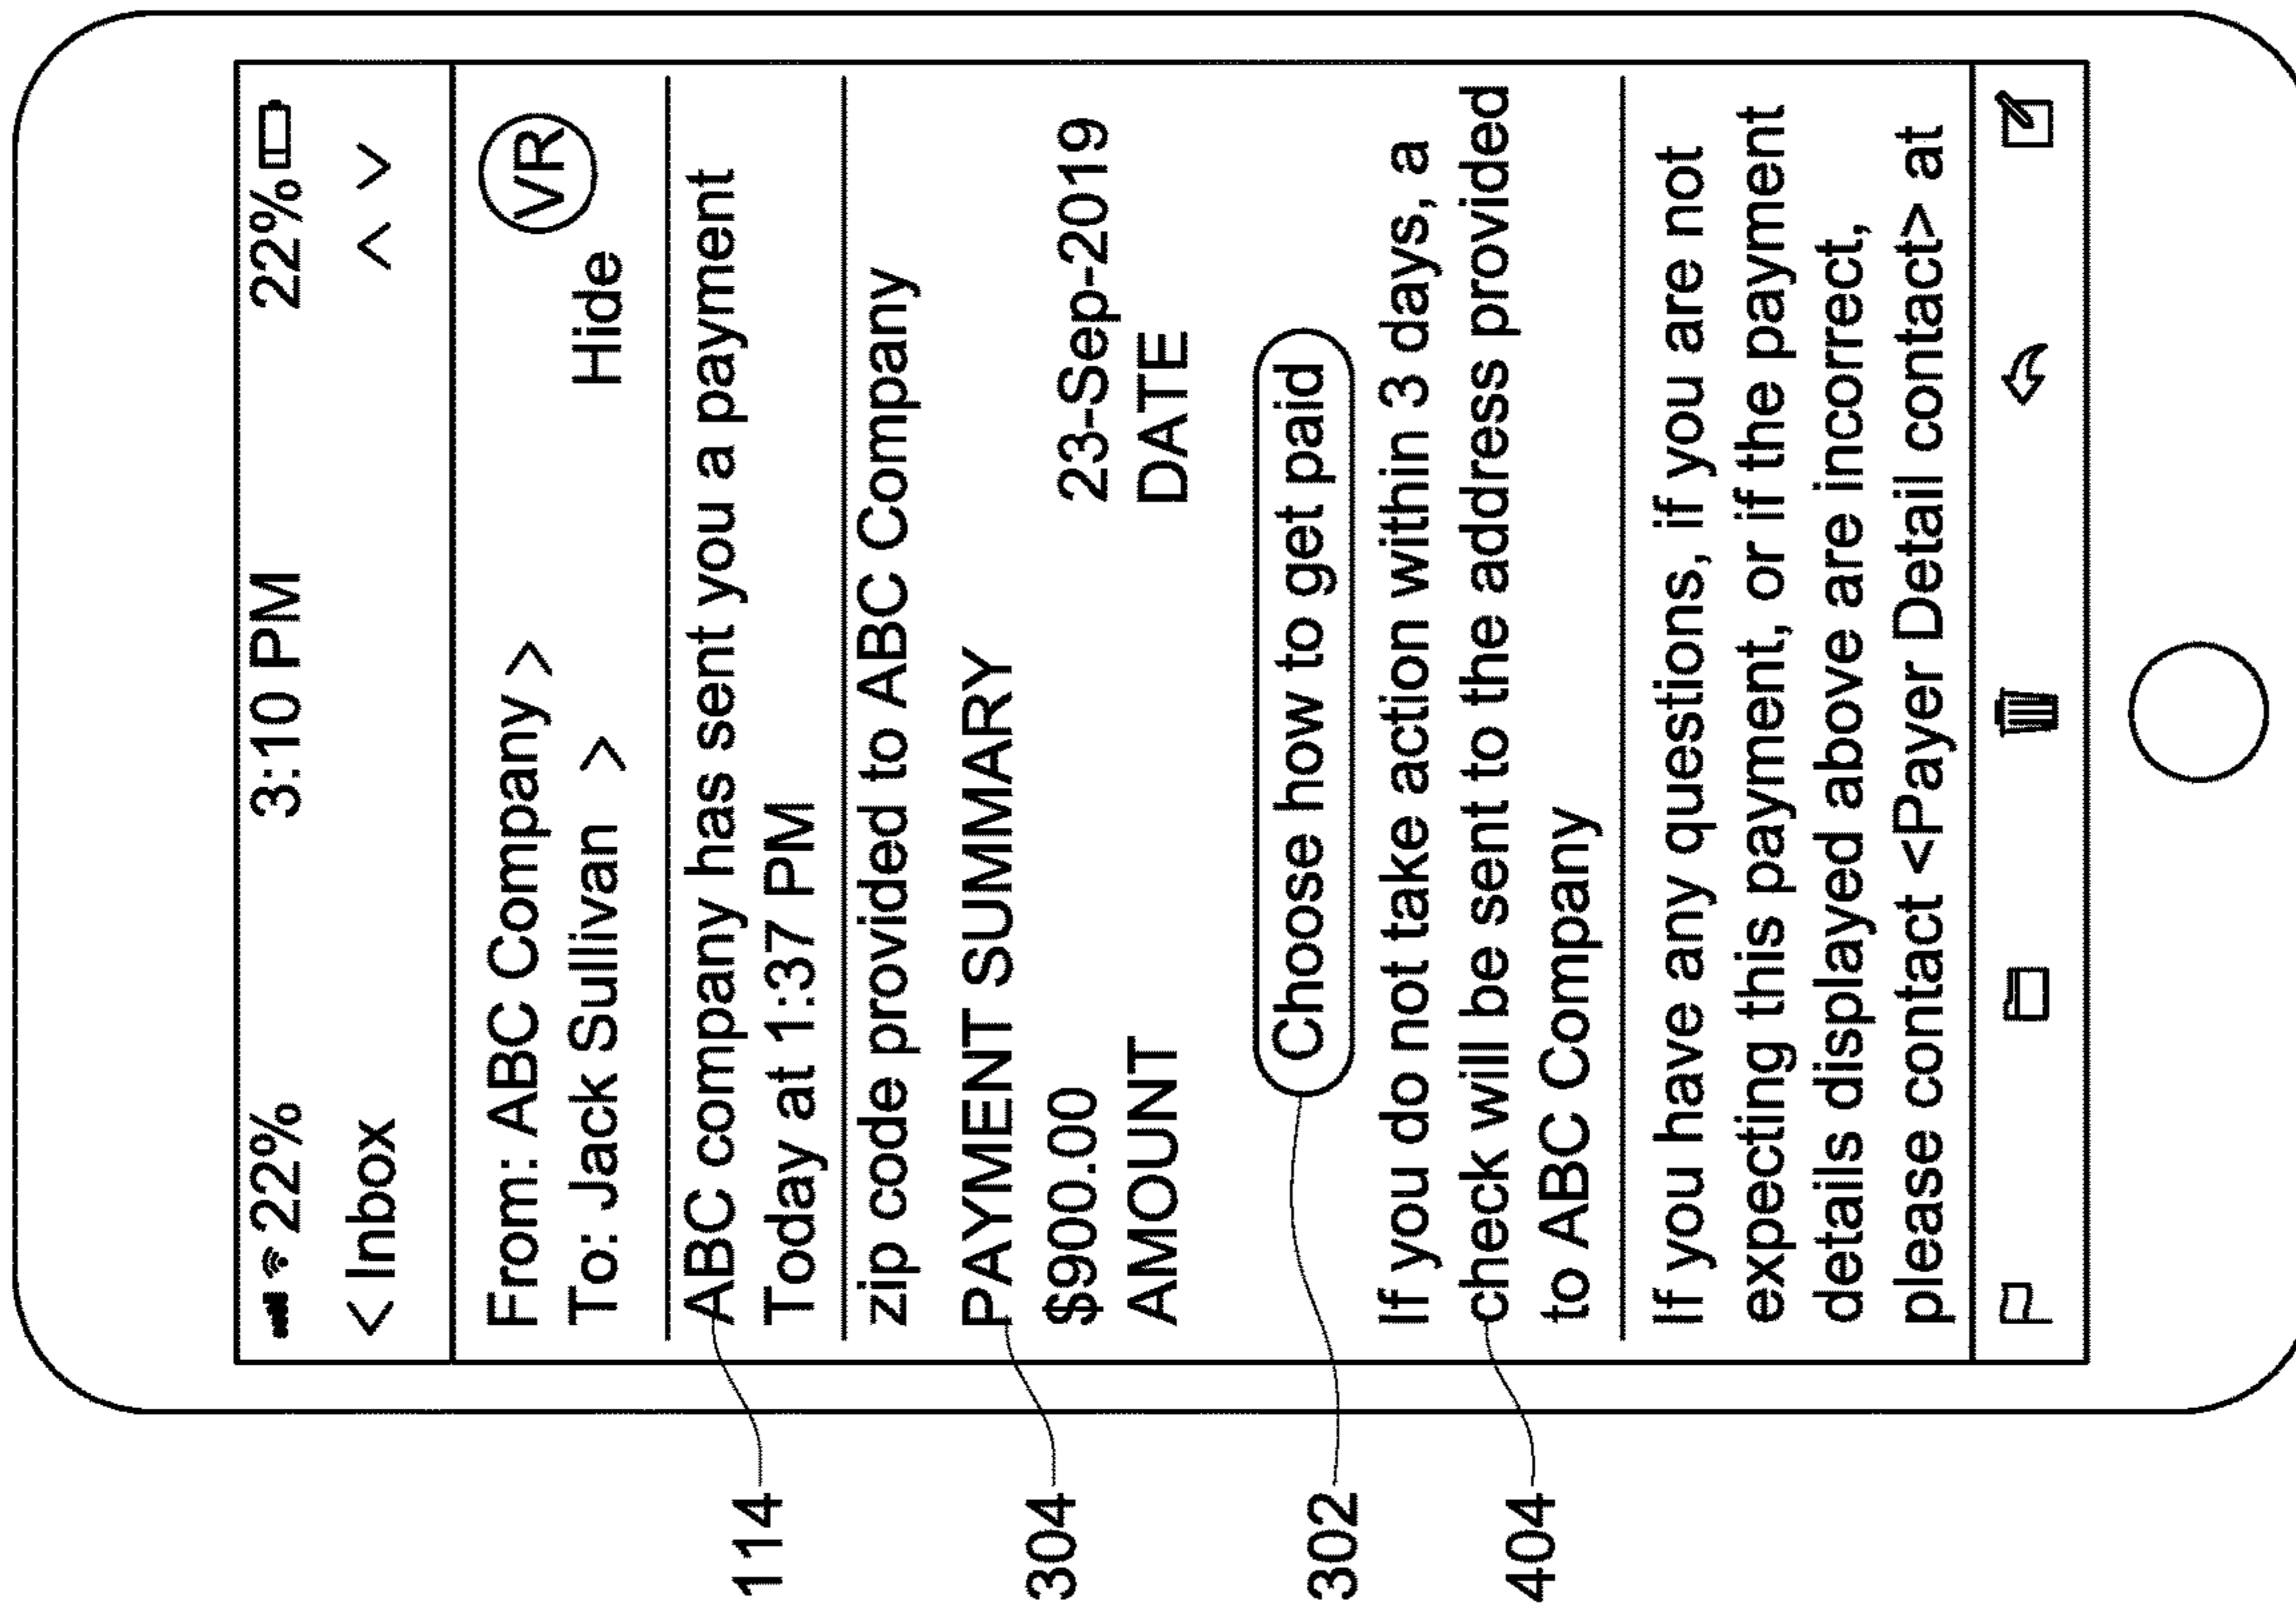 22% 3:10 PM 22%
< Inbox
From: ABC Company > VR
To: Jack Sullivan > Hide
114 ABC company has sent you a payment
Today at 1:37 PM
zip code provided to ABC Company
304 PAYMENT SUMMARY
$900.00 23-Sep-2019
AMOUNT DATE
302 Choose how to get paid
If you do not take action within 3 days, a
404 check will be sent to the address provided
to ABC Company
If you have any questions, if you are not
expecting this payment, or if the payment
details displayed above are incorrect,
please contact <Payer Detail contact> at